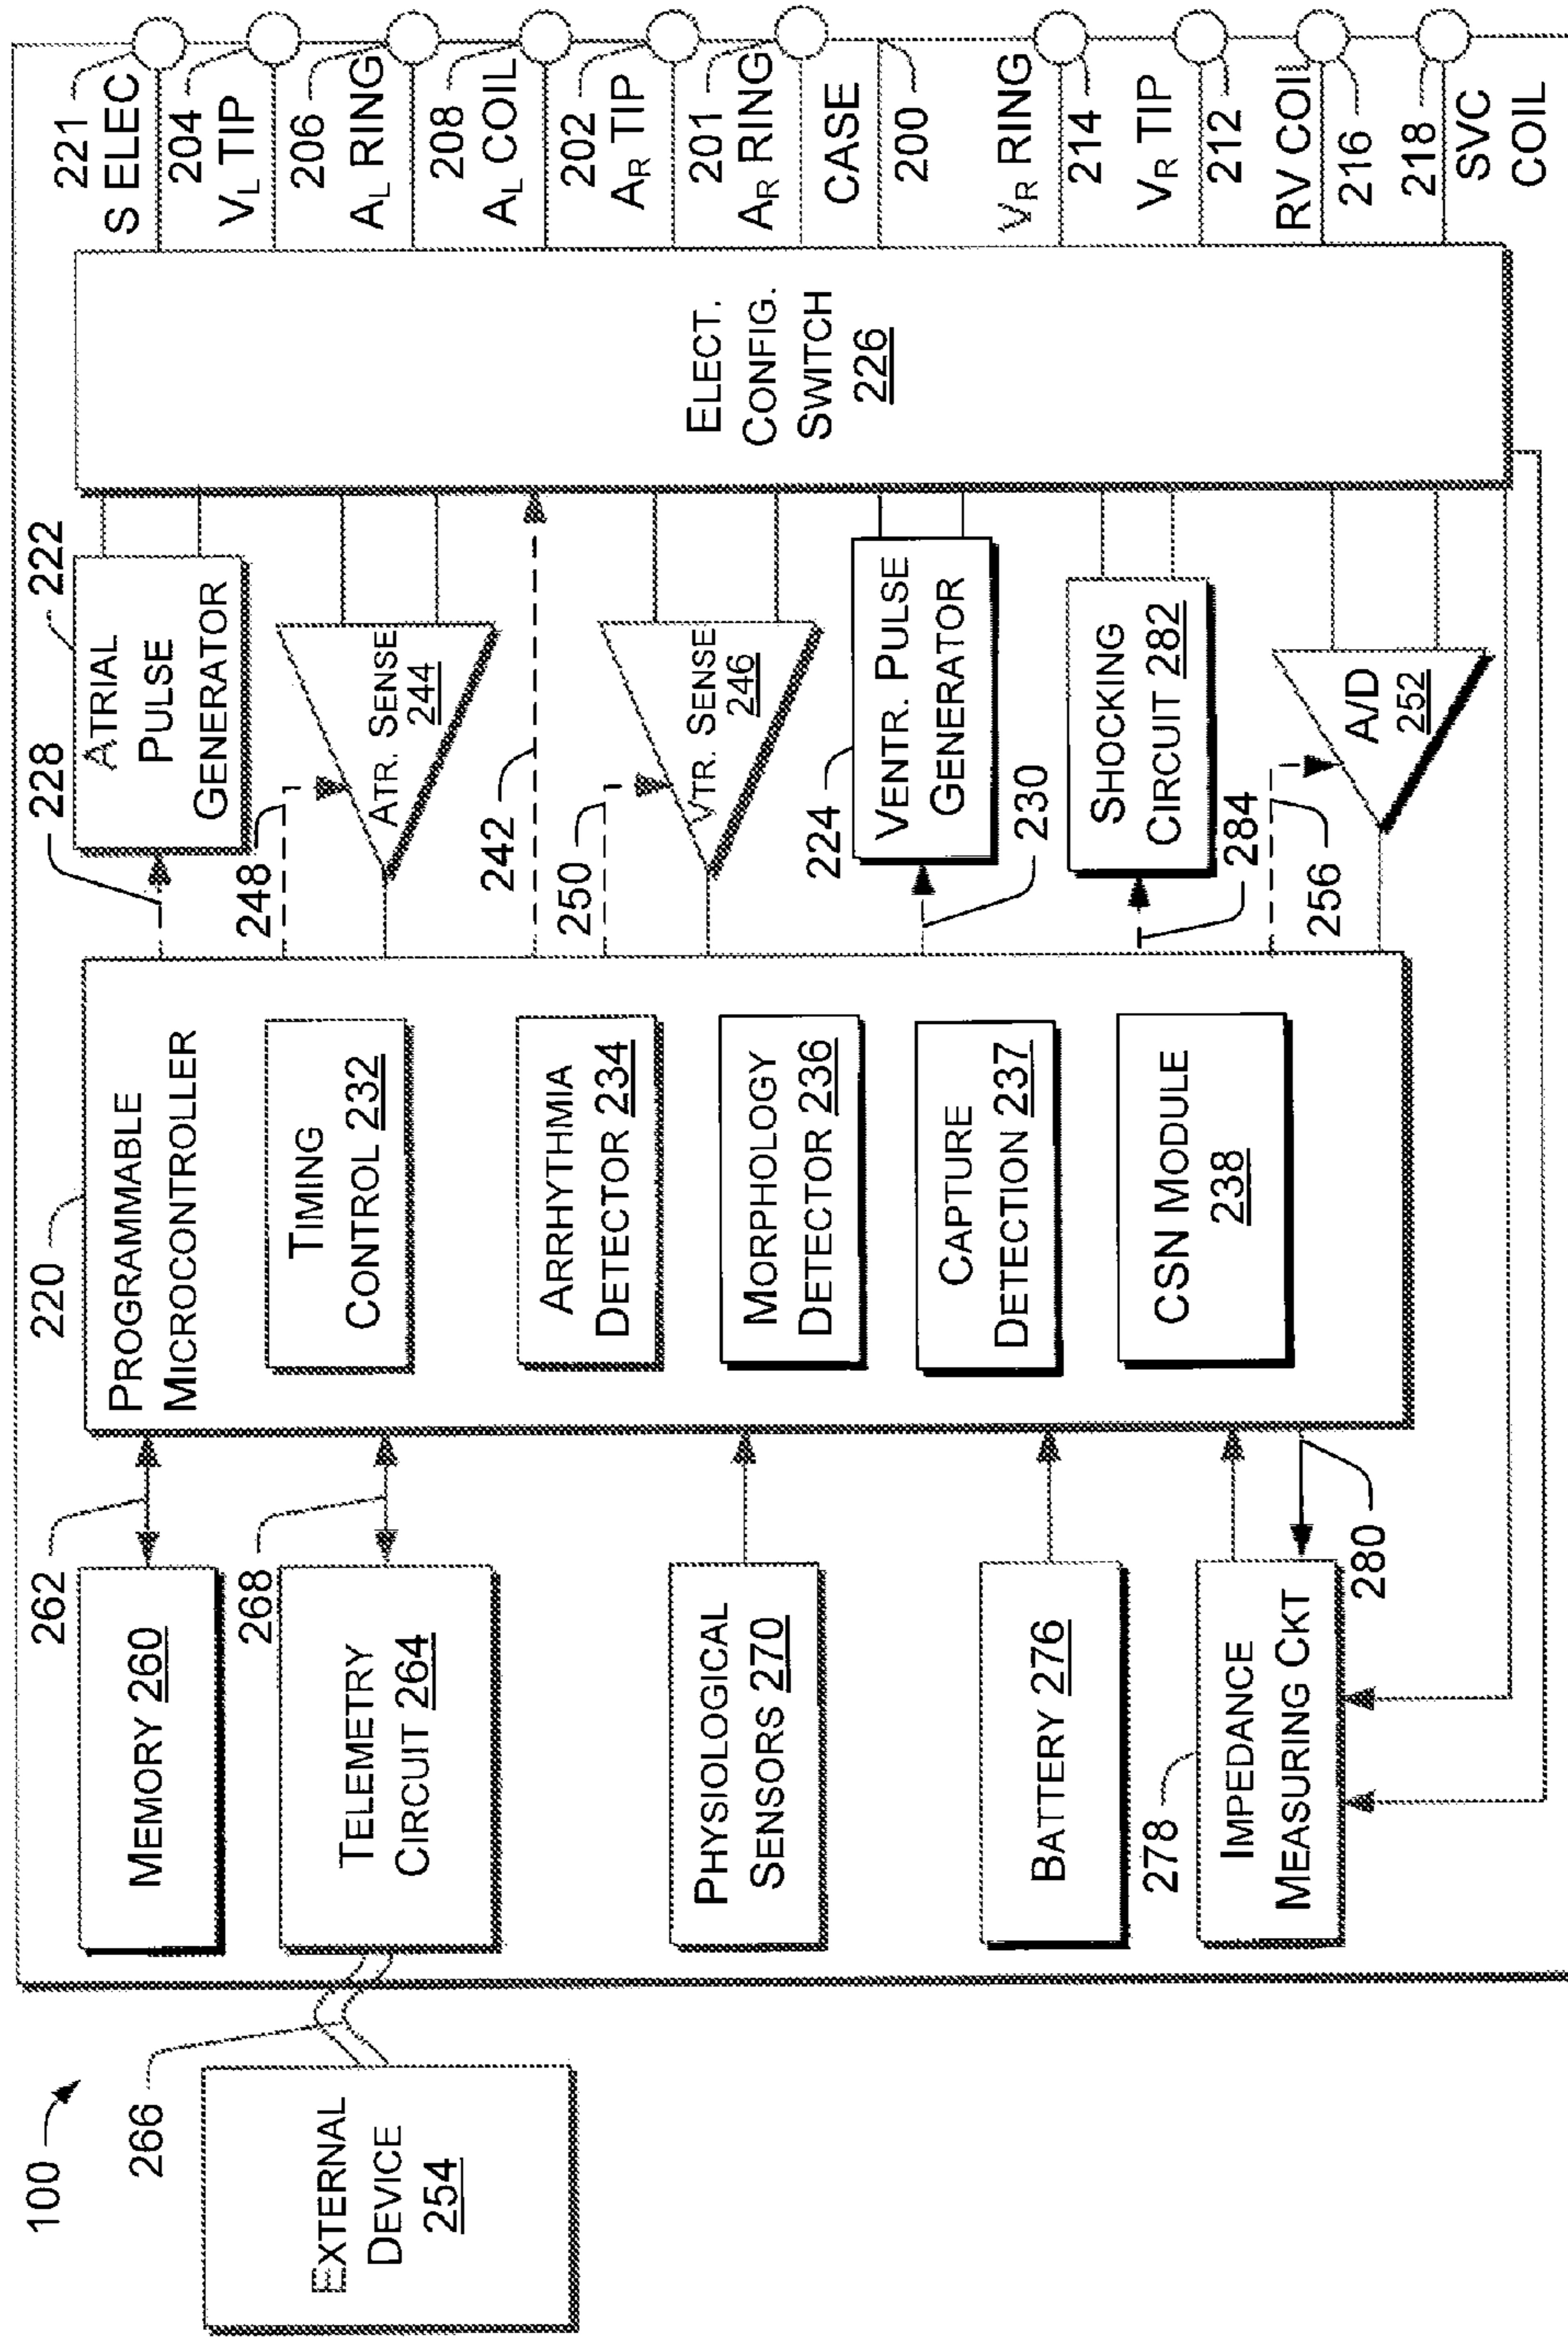 100
EXTERNAL
DEVICE
254
266
262
MEMORY 260
268
TELEMETRY
CIRCUIT 264
PHYSIOLOGICAL
SENSORS 270
BATTERY 276
278
IMPEDANCE
MEASURING CKT
280
220
PROGRAMMABLE
MICROCONTROLLER
TIMING
CONTROL 232
ARRHYTHMIA
DETECTOR 234
MORPHOLOGY
DETECTOR 236
CAPTURE
DETECTION 237
CSN MODULE
238
228
222
ATRIAL
PULSE
GENERATOR
248
ATR. SENSE
244
242
250
VTR. SENSE
246
224
VENTR. PULSE
GENERATOR
230
SHOCKING
CIRCUIT 282
284
256
A/D
252
ELECT.
CONFIG.
SWITCH
226
221
S ELEC
204
VL TIP
206
AL RING
208
AL COIL
202
AR TIP
201
AR RING
CASE
200
VR RING
214
VR TIP
212
RV COIL
216
218
SVC
COIL